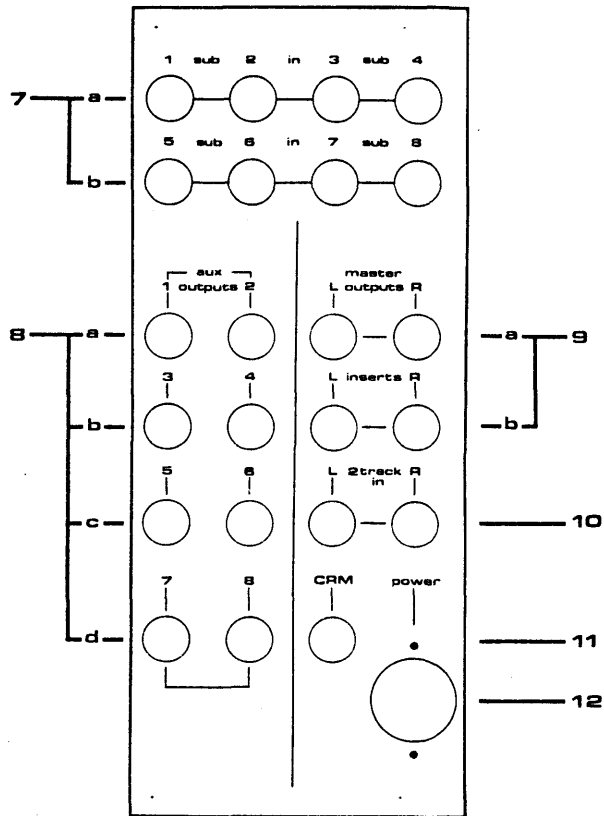 1 sub 2 in 3 sub 4
7 a
5 sub 6 in 7 sub 8
b
aux master
1 outputs 2 L outputs R
8 a a 9
3 4 L inserts R
b b
5 6 L 2track R
in
c 10
7 8 CRM power
d 11
12